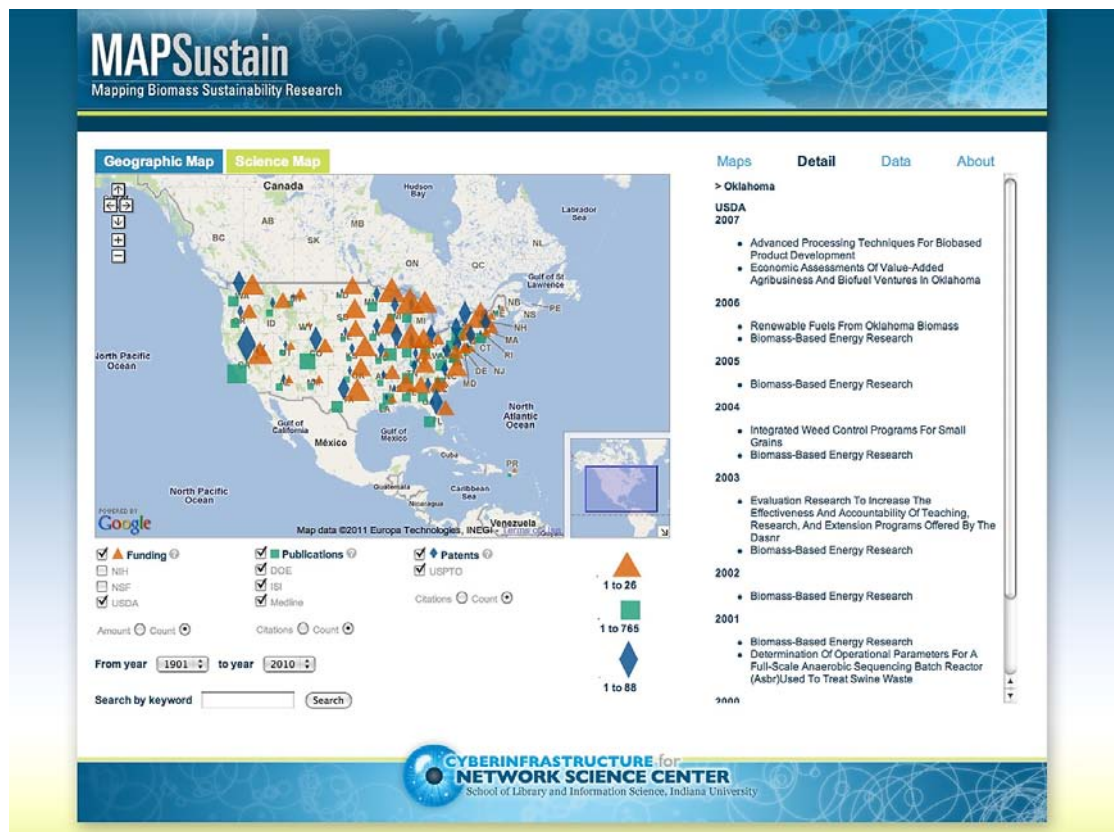 MAPSustain
Mapping Biomass Sustainability Research
Geographic Map
Science Map
Maps
Detail
Data
About
Canada
Hudson
Bay
Labrador
Sea
AB
MB
BC
SK
NL
ON
QC
Gulf of St
Lawrence
NB
PE
NS
NH
MA
RI
CT
DE
NJ
MD
ID
MI
North Pacific
Ocean
North
Atlantic
Ocean
Gulf of
California
Gulf of
Mexico
México
Cuba
PR
Guatemala
Caribbean
Sea
Nicaragua
Venezuela
North Pacific
Ocean
POWERED BY
Google
Map data ©2011 Europa Technologies, INEGI - Terms of Use
> Oklahoma
USDA
2007
Advanced Processing Techniques For Biobased
Product Development
Economic Assessments Of Value-Added
Agribusiness And Biofuel Ventures In Oklahoma
2006
Renewable Fuels From Oklahoma Biomass
Biomass-Based Energy Research
2005
Biomass-Based Energy Research
2004
Integrated Weed Control Programs For Small
Grains
Biomass-Based Energy Research
2003
Evaluation Research To Increase The
Effectiveness And Accountability Of Teaching,
Research, And Extension Programs Offered By The
Dasnr
Biomass-Based Energy Research
2002
Biomass-Based Energy Research
2001
Biomass-Based Energy Research
Determination Of Operational Parameters For A
Full-Scale Anaerobic Sequencing Batch Reactor
(Asbr)Used To Treat Swine Waste
2000
Funding
NIH
NSF
USDA
Amount Count
Publications
DOE
ISI
Medline
Citations Count
Patents
USPTO
Citations Count
1 to 26
1 to 765
1 to 88
From year 1901 to year 2010
Search by keyword Search
CYBERINFRASTRUCTURE for
NETWORK SCIENCE CENTER
School of Library and Information Science, Indiana University